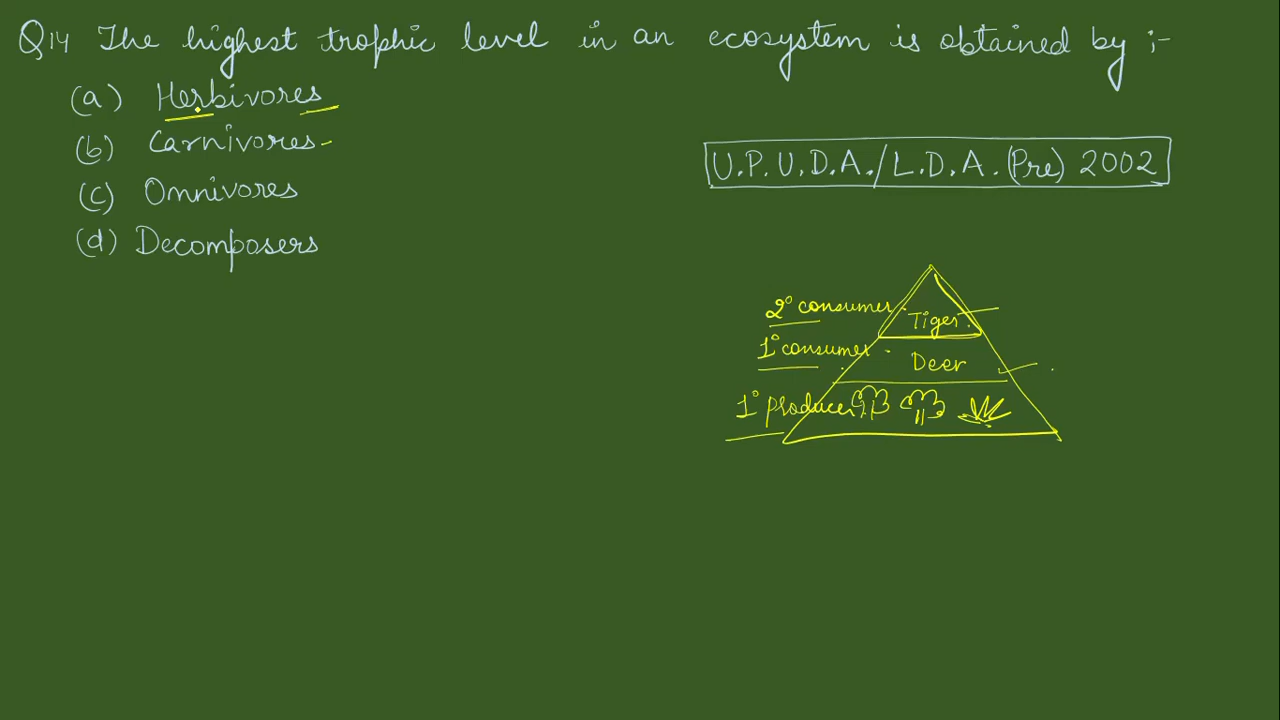 Q14 The highest trophic level in an ecosystem is obtained by ;-
(a) Herbivores
(b) Carnivores
(c) Omnivores
(d) Decomposers
U.P.U.D.A./L.D.A.(Pre) 2002
2° consumer Tiger
1° consumer Deer
1° producer